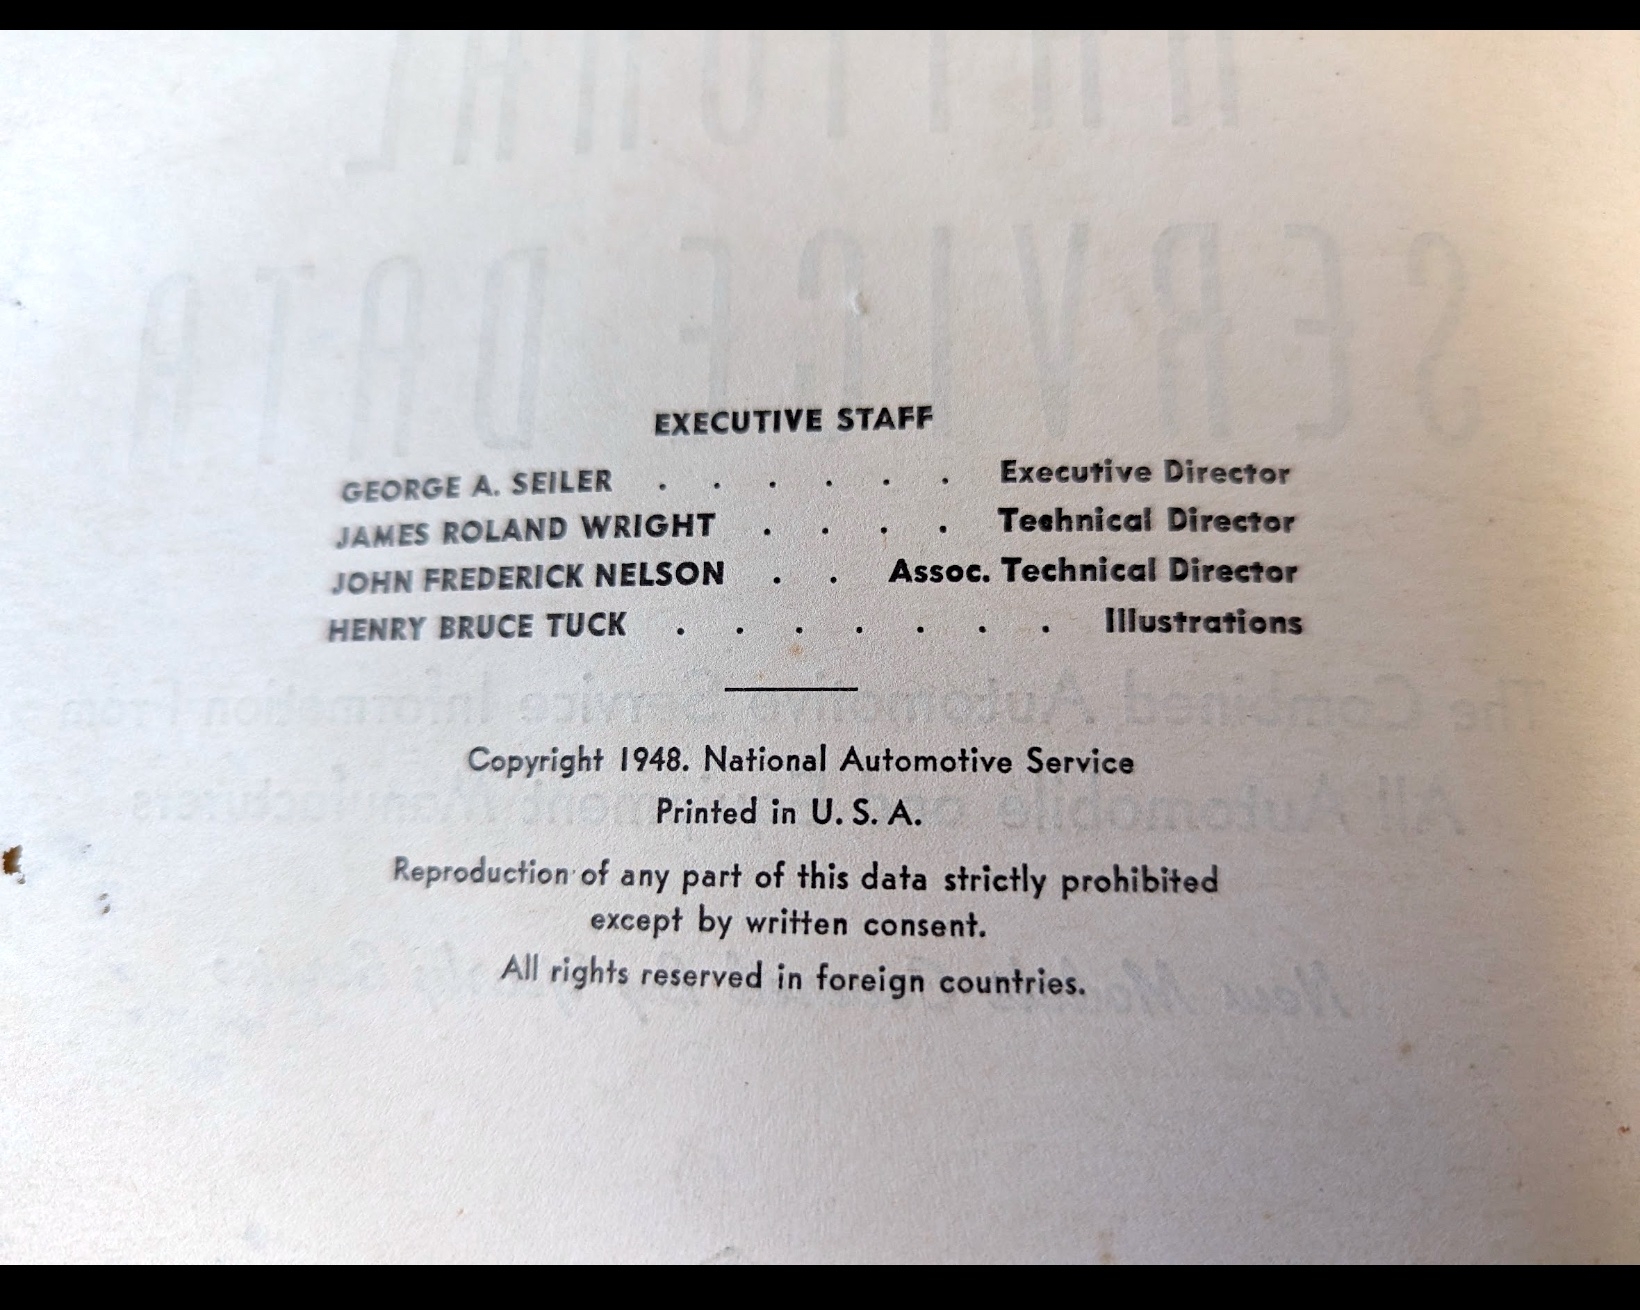 EXECUTIVE STAFF
GEORGE A. SEILER . . . . . . Executive Director
JAMES ROLAND WRIGHT . . . . Technical Director
JOHN FREDERICK NELSON . . Assoc. Technical Director
HENRY BRUCE TUCK . . . . . . . Illustrations
Copyright 1948. National Automotive Service
Printed in U. S. A.
Reproduction of any part of this data strictly prohibited
except by written consent.
All rights reserved in foreign countries.